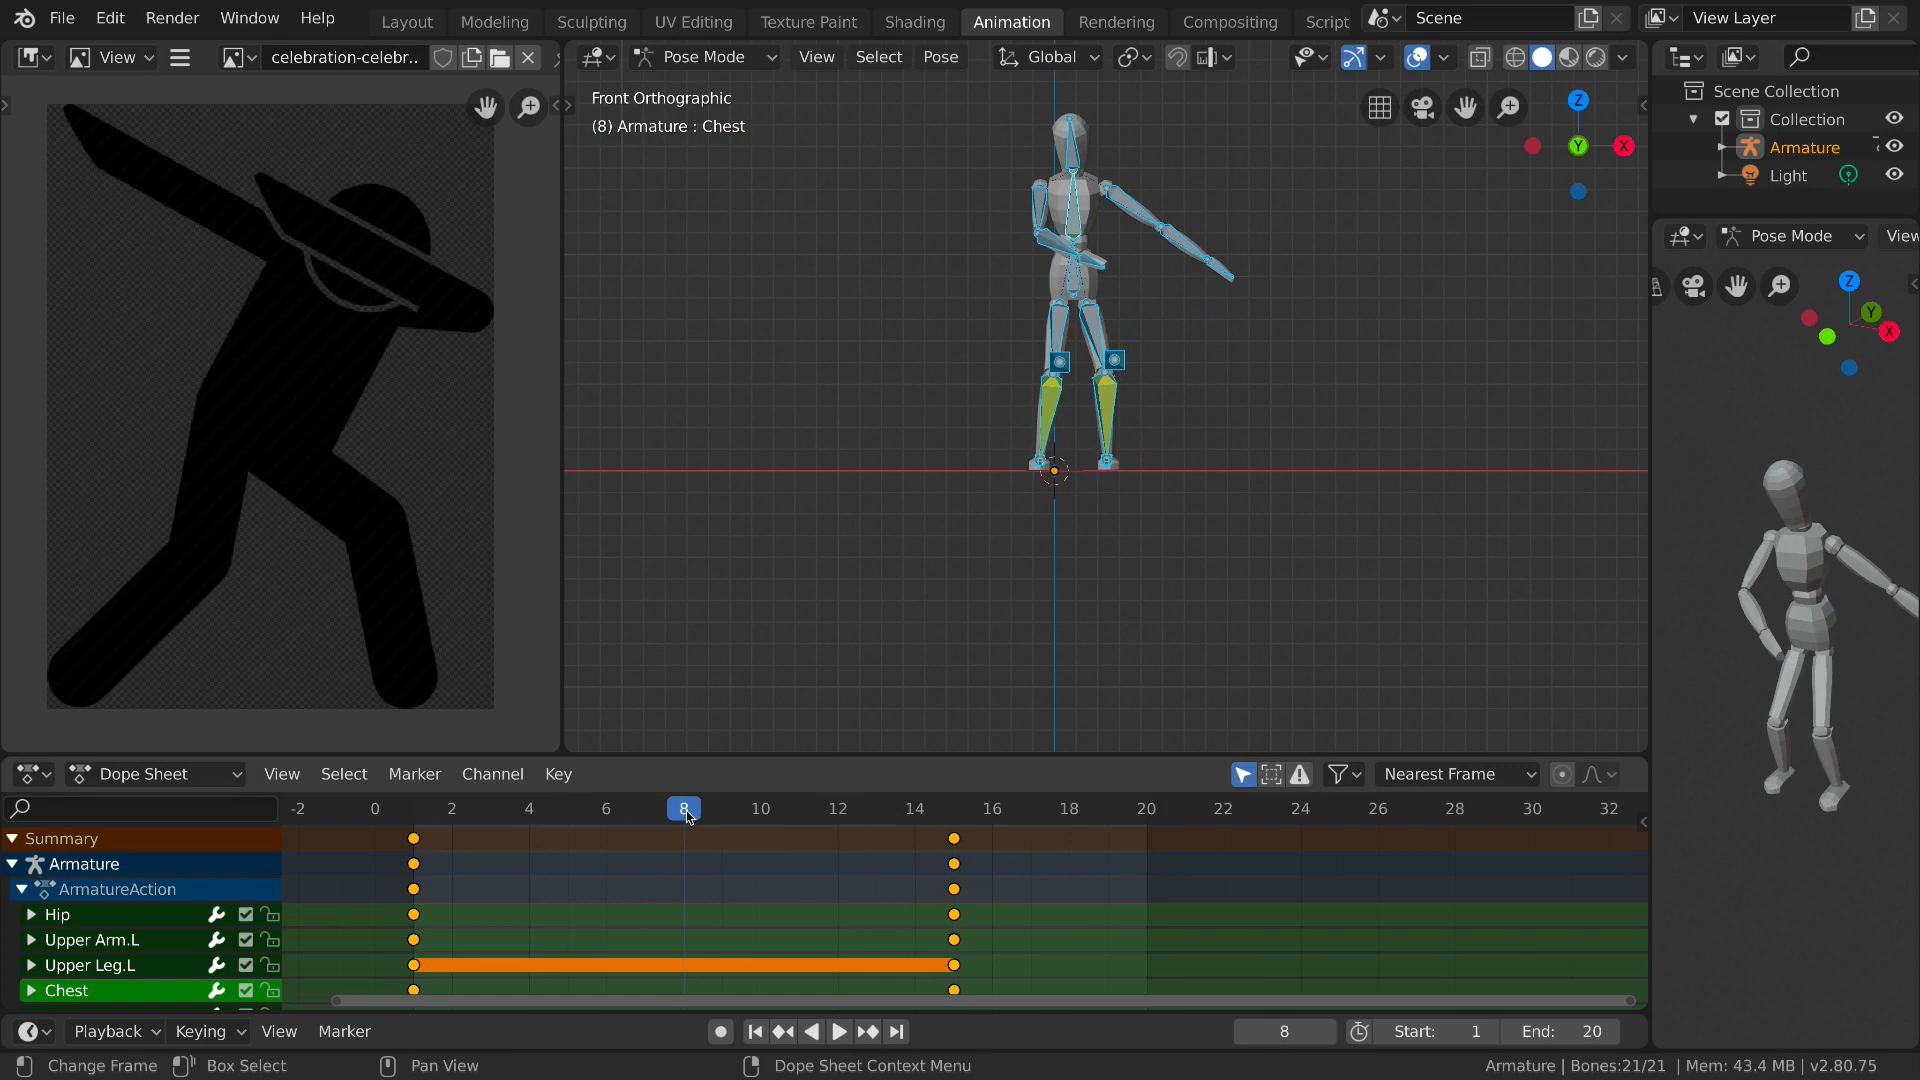 File Edit Render Window Help Layout Modeling Sculpting UV Editing Texture Paint Shading Animation Rendering Compositing Script Scene View Layer
View celebration-celebr.. Pose Mode View Select Pose Global
Front Orthographic
(8) Armature : Chest
Z
Y
X
Scene Collection
Collection
Armature
Light
Pose Mode View
Z
Y
X
Dope Sheet View Select Marker Channel Key Nearest Frame
-2 0 2 4 6 8 10 12 14 16 18 20 22 24 26 28 30 32
Summary
Armature
ArmatureAction
Hip
Upper Arm.L
Upper Leg.L
Chest
Playback Keying View Marker 8 Start: 1 End: 20
Change Frame Box Select Pan View Dope Sheet Context Menu Armature | Bones:21/21 | Mem: 43.4 MB | v2.80.75